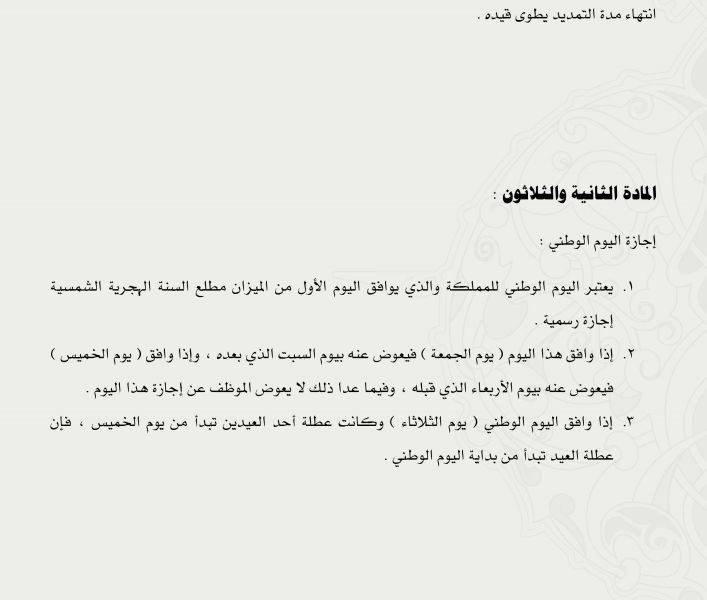 انتهاء مدة التمديد يطوى قيده .
المادة الثانية والثلاثون :
إجازة اليوم الوطني :
١. يعتبر اليوم الوطني للمملكة والذي يوافق اليوم الأول من الميزان مطلع السنة الهجرية الشمسية
إجازة رسمية .
٢. إذا وافق هذا اليوم ( يوم الجمعة ) فيعوض عنه بيوم السبت الذي بعده ، وإذا وافق ( يوم الخميس )
فيعوض عنه بيوم الأربعاء الذي قبله ، وفيما عدا ذلك لا يعوض الموظف عن إجازة هذا اليوم .
٣. إذا وافق اليوم الوطني ( يوم الثلاثاء ) وكانت عطلة أحد العيدين تبدأ من يوم الخميس ، فإن
عطلة العيد تبدأ من بداية اليوم الوطني .